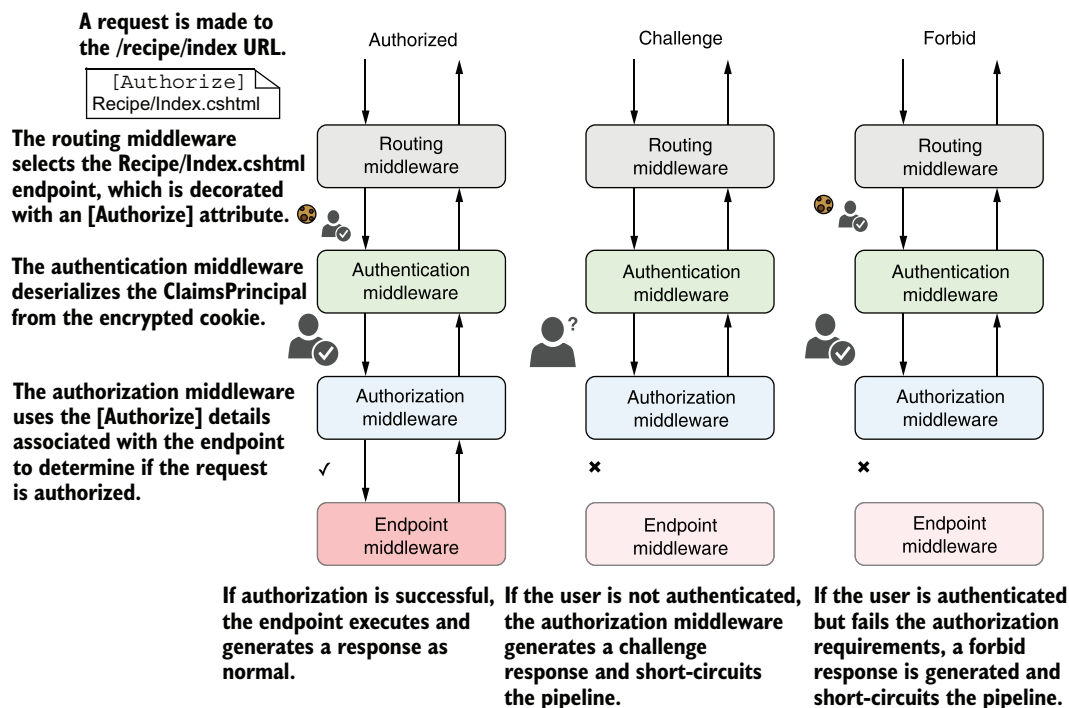 A request is made to
the /recipe/index URL.
[Authorize]
Recipe/Index.cshtml
The routing middleware
selects the Recipe/Index.cshtml
endpoint, which is decorated
with an [Authorize] attribute.
The authentication middleware
deserializes the ClaimsPrincipal
from the encrypted cookie.
The authorization middleware
uses the [Authorize] details
associated with the endpoint
to determine if the request
is authorized.
Authorized
Routing
middleware
Authentication
middleware
Authorization
middleware
✓
Endpoint
middleware
If authorization is successful,
the endpoint executes and
generates a response as
normal.
Challenge
Routing
middleware
Authentication
middleware
?
Authorization
middleware
✖
Endpoint
middleware
If the user is not authenticated,
the authorization middleware
generates a challenge
response and short-circuits
the pipeline.
Forbid
Routing
middleware
Authentication
middleware
Authorization
middleware
✖
Endpoint
middleware
If the user is authenticated
but fails the authorization
requirements, a forbid
response is generated and
short-circuits the pipeline.